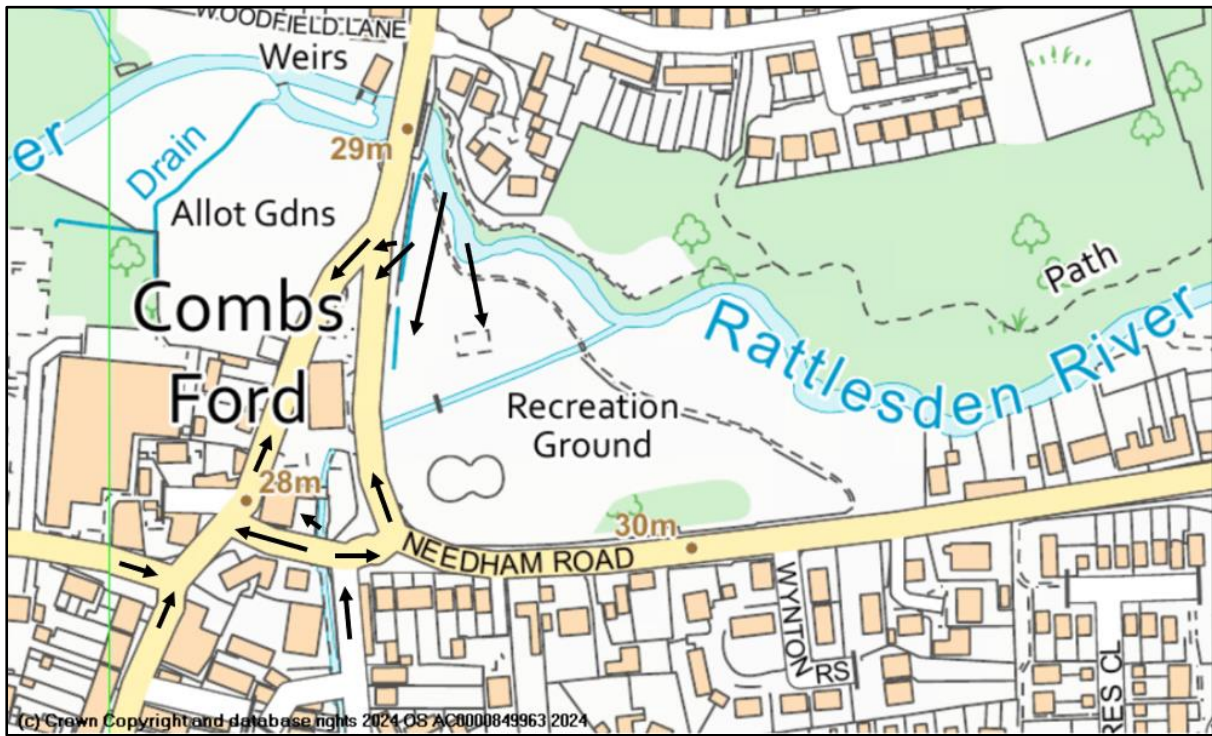 WOODFIELD LANE
Weirs
er
Drain
29m
Allot Gdns
Path
Combs
Ford
Rattlesden River
Recreation
Ground
28m
30m
NEEDHAM ROAD
WYNTON
RS
RES CL
(c) Crown Copyright and database rights 2024 OS AC0000849963 2024